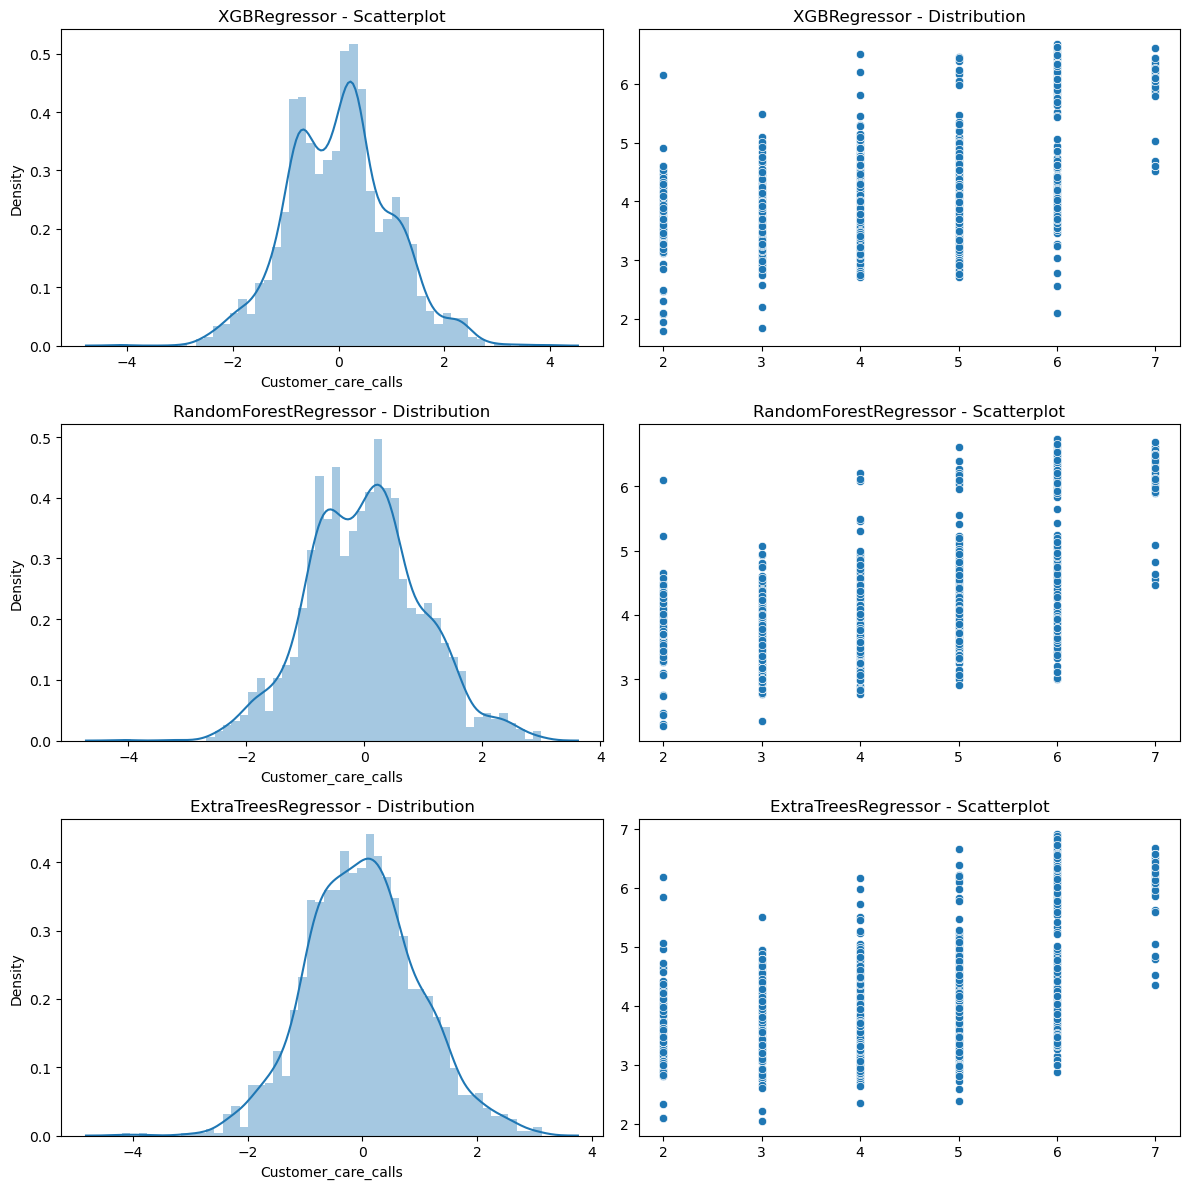 XGBRegressor - Scatterplot
0.5
0.4
0.3
0.2
0.1
0.0
Density
−4 −2 0 2 4
Customer_care_calls
XGBRegressor - Distribution
6
5
4
3
2
2 3 4 5 6 7
RandomForestRegressor - Distribution
0.5
0.4
0.3
0.2
0.1
0.0
Density
−4 −2 0 2 4
Customer_care_calls
RandomForestRegressor - Scatterplot
6
5
4
3
2 3 4 5 6 7
ExtraTreesRegressor - Distribution
0.4
0.3
0.2
0.1
0.0
Density
−4 −2 0 2 4
Customer_care_calls
ExtraTreesRegressor - Scatterplot
7
6
5
4
3
2
2 3 4 5 6 7